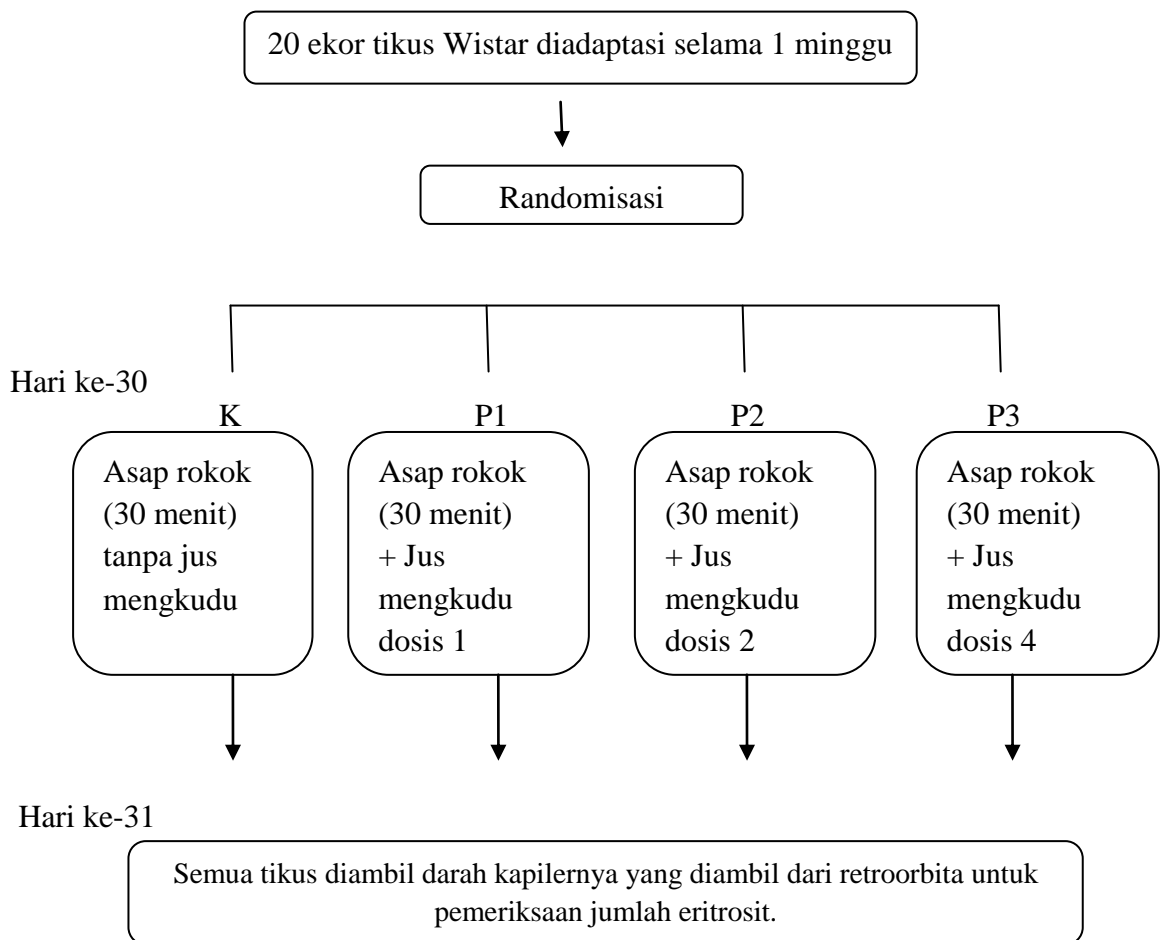 20 ekor tikus Wistar diadaptasi selama 1 minggu
Randomisasi
Hari ke-30
K
Asap rokok
(30 menit)
tanpa jus
mengkudu
P1
Asap rokok
(30 menit)
+ Jus
mengkudu
dosis 1
P2
Asap rokok
(30 menit)
+ Jus
mengkudu
dosis 2
P3
Asap rokok
(30 menit)
+ Jus
mengkudu
dosis 4
Hari ke-31
Semua tikus diambil darah kapilernya yang diambil dari retroorbita untuk
pemeriksaan jumlah eritrosit.